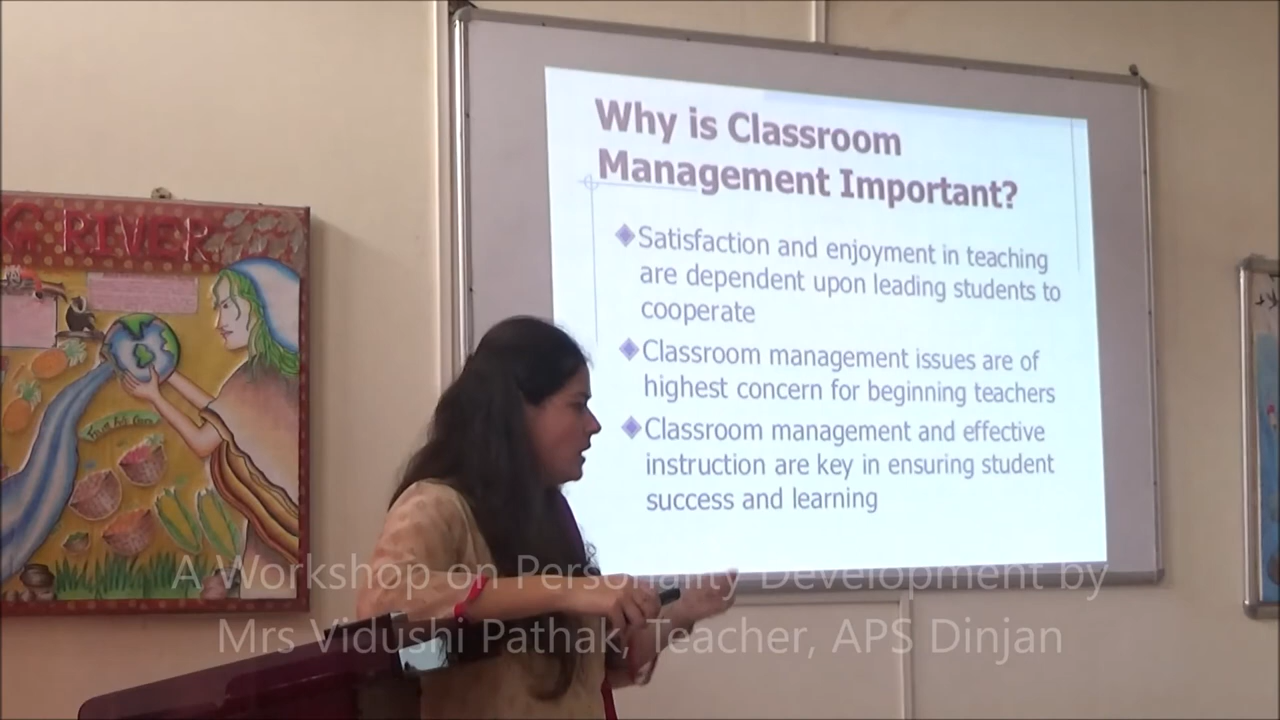 RIVER
Why is Classroom
Management Important?
Satisfaction and enjoyment in teaching
are dependent upon leading students to
cooperate
Classroom management issues are of
highest concern for beginning teachers
Classroom management and effective
instruction are key in ensuring student
success and learning
A Workshop on Personality Development by
Mrs Vidushi Pathak, Teacher, APS Dinjan